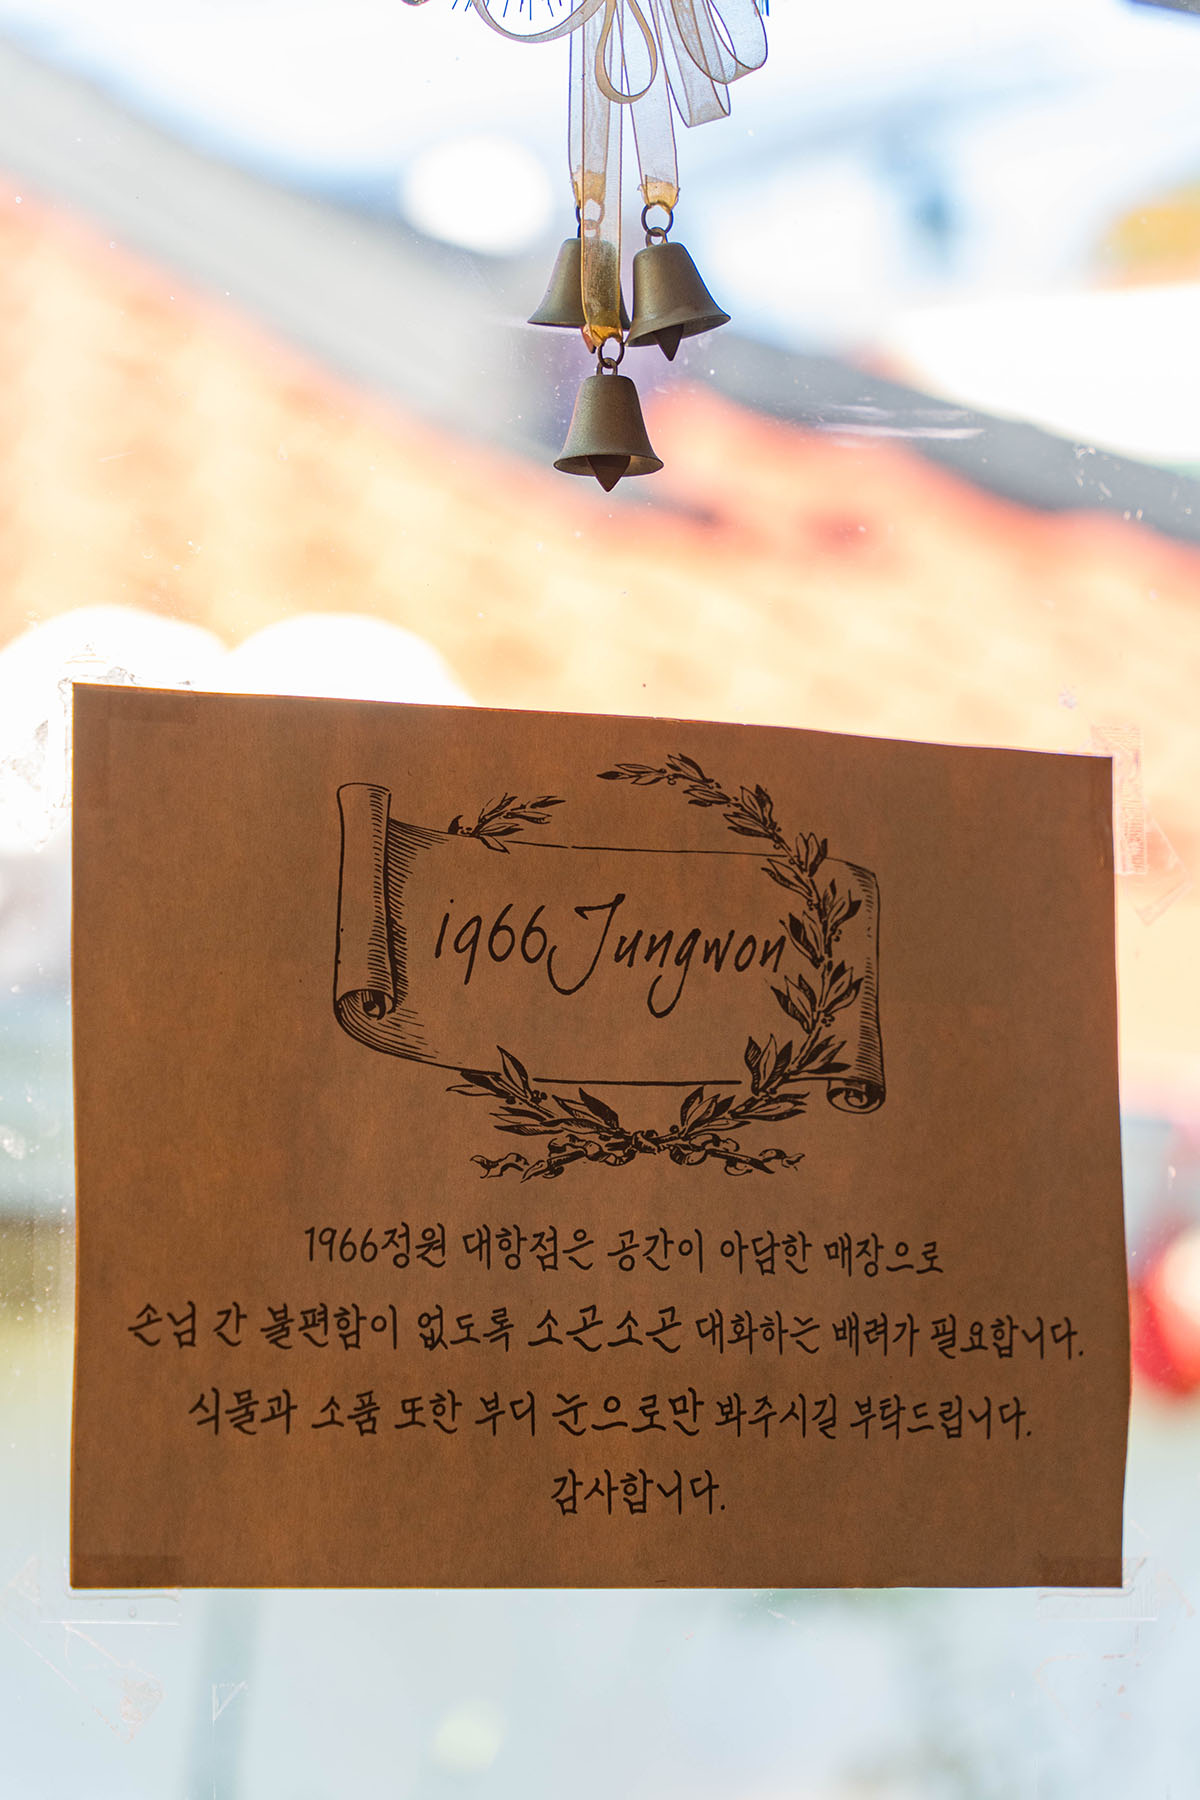 1966 Jungwon
1966정원 대항점은 공간이 아담한 매장으로
손님 간 불편함이 없도록 소곤소곤 대화하는 배려가 필요합니다.
식물과 소품 또한 부디 눈으로만 봐주시길 부탁드립니다.
감사합니다.